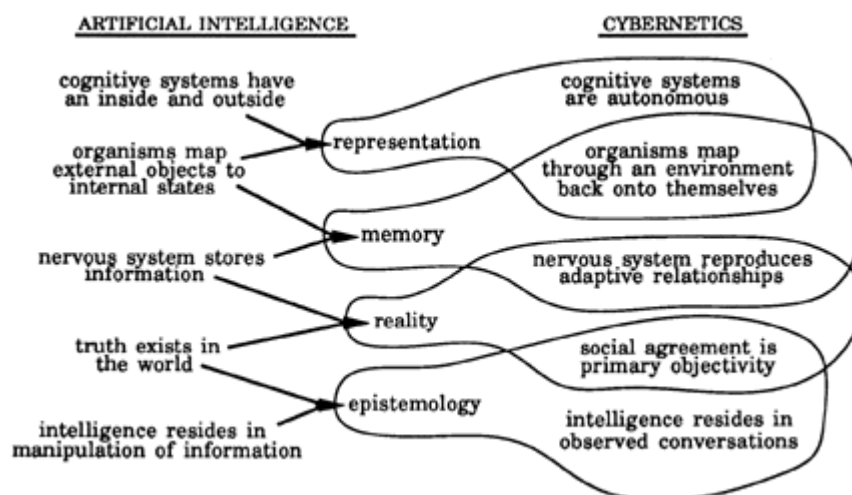 ARTIFICIAL INTELLIGENCE
cognitive systems have
an inside and outside
organisms map
external objects to
internal states
nervous system stores
information
truth exists in
the world
intelligence resides in
manipulation of information
representation
memory
reality
epistemology
CYBERNETICS
cognitive systems
are autonomous
organisms map
through an environment
back onto themselves
nervous system reproduces
adaptive relationships
social agreement is
primary objectivity
intelligence resides in
observed conversations